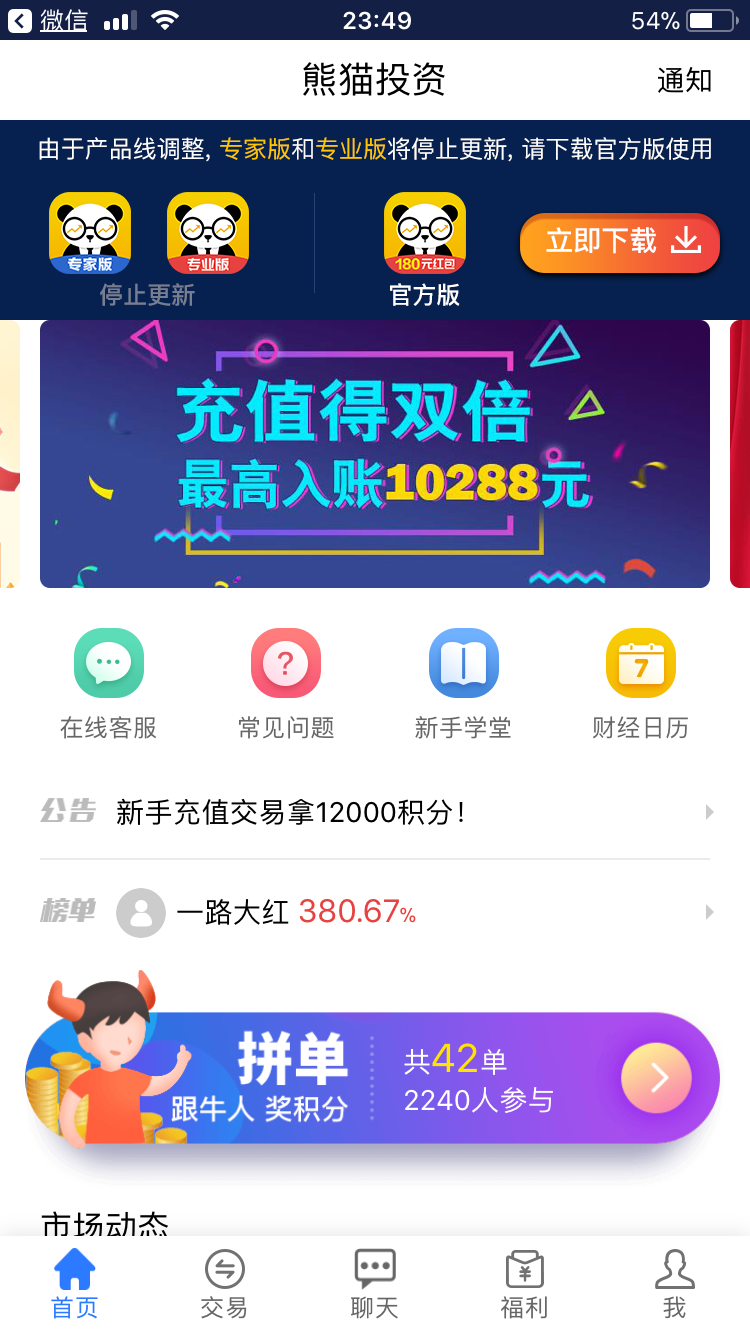 微信 23:49 54%
熊猫投资 通知
由于产品线调整, 专家版和专业版将停止更新, 请下载官方版使用
专家版 专业版 180元红包 立即下载
停止更新 官方版
充值得双倍
最高入账10288元
? 7
在线客服 常见问题 新手学堂 财经日历
公告 新手充值交易拿12000积分!
榜单 一路大红 380.67%
拼单 共42单
跟牛人 奖积分 2240人参与
市场动态
首页 交易 聊天 福利 我